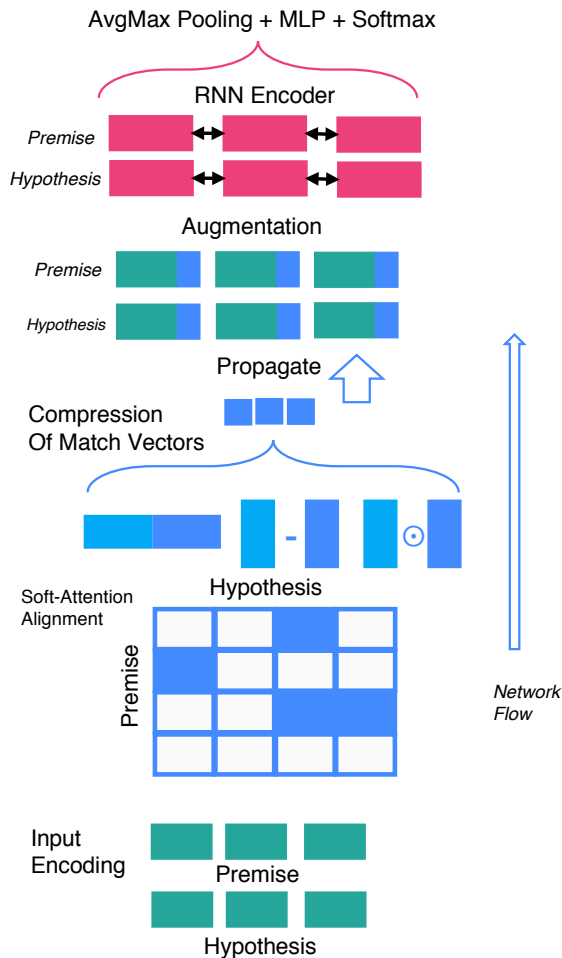 AvgMax Pooling + MLP + Softmax
RNN Encoder
Premise
Hypothesis
Augmentation
Premise
Hypothesis
Propagate
Compression
Of Match Vectors
-
Hypothesis
Soft-Attention
Alignment
Premise
Network
Flow
Input
Encoding
Premise
Hypothesis